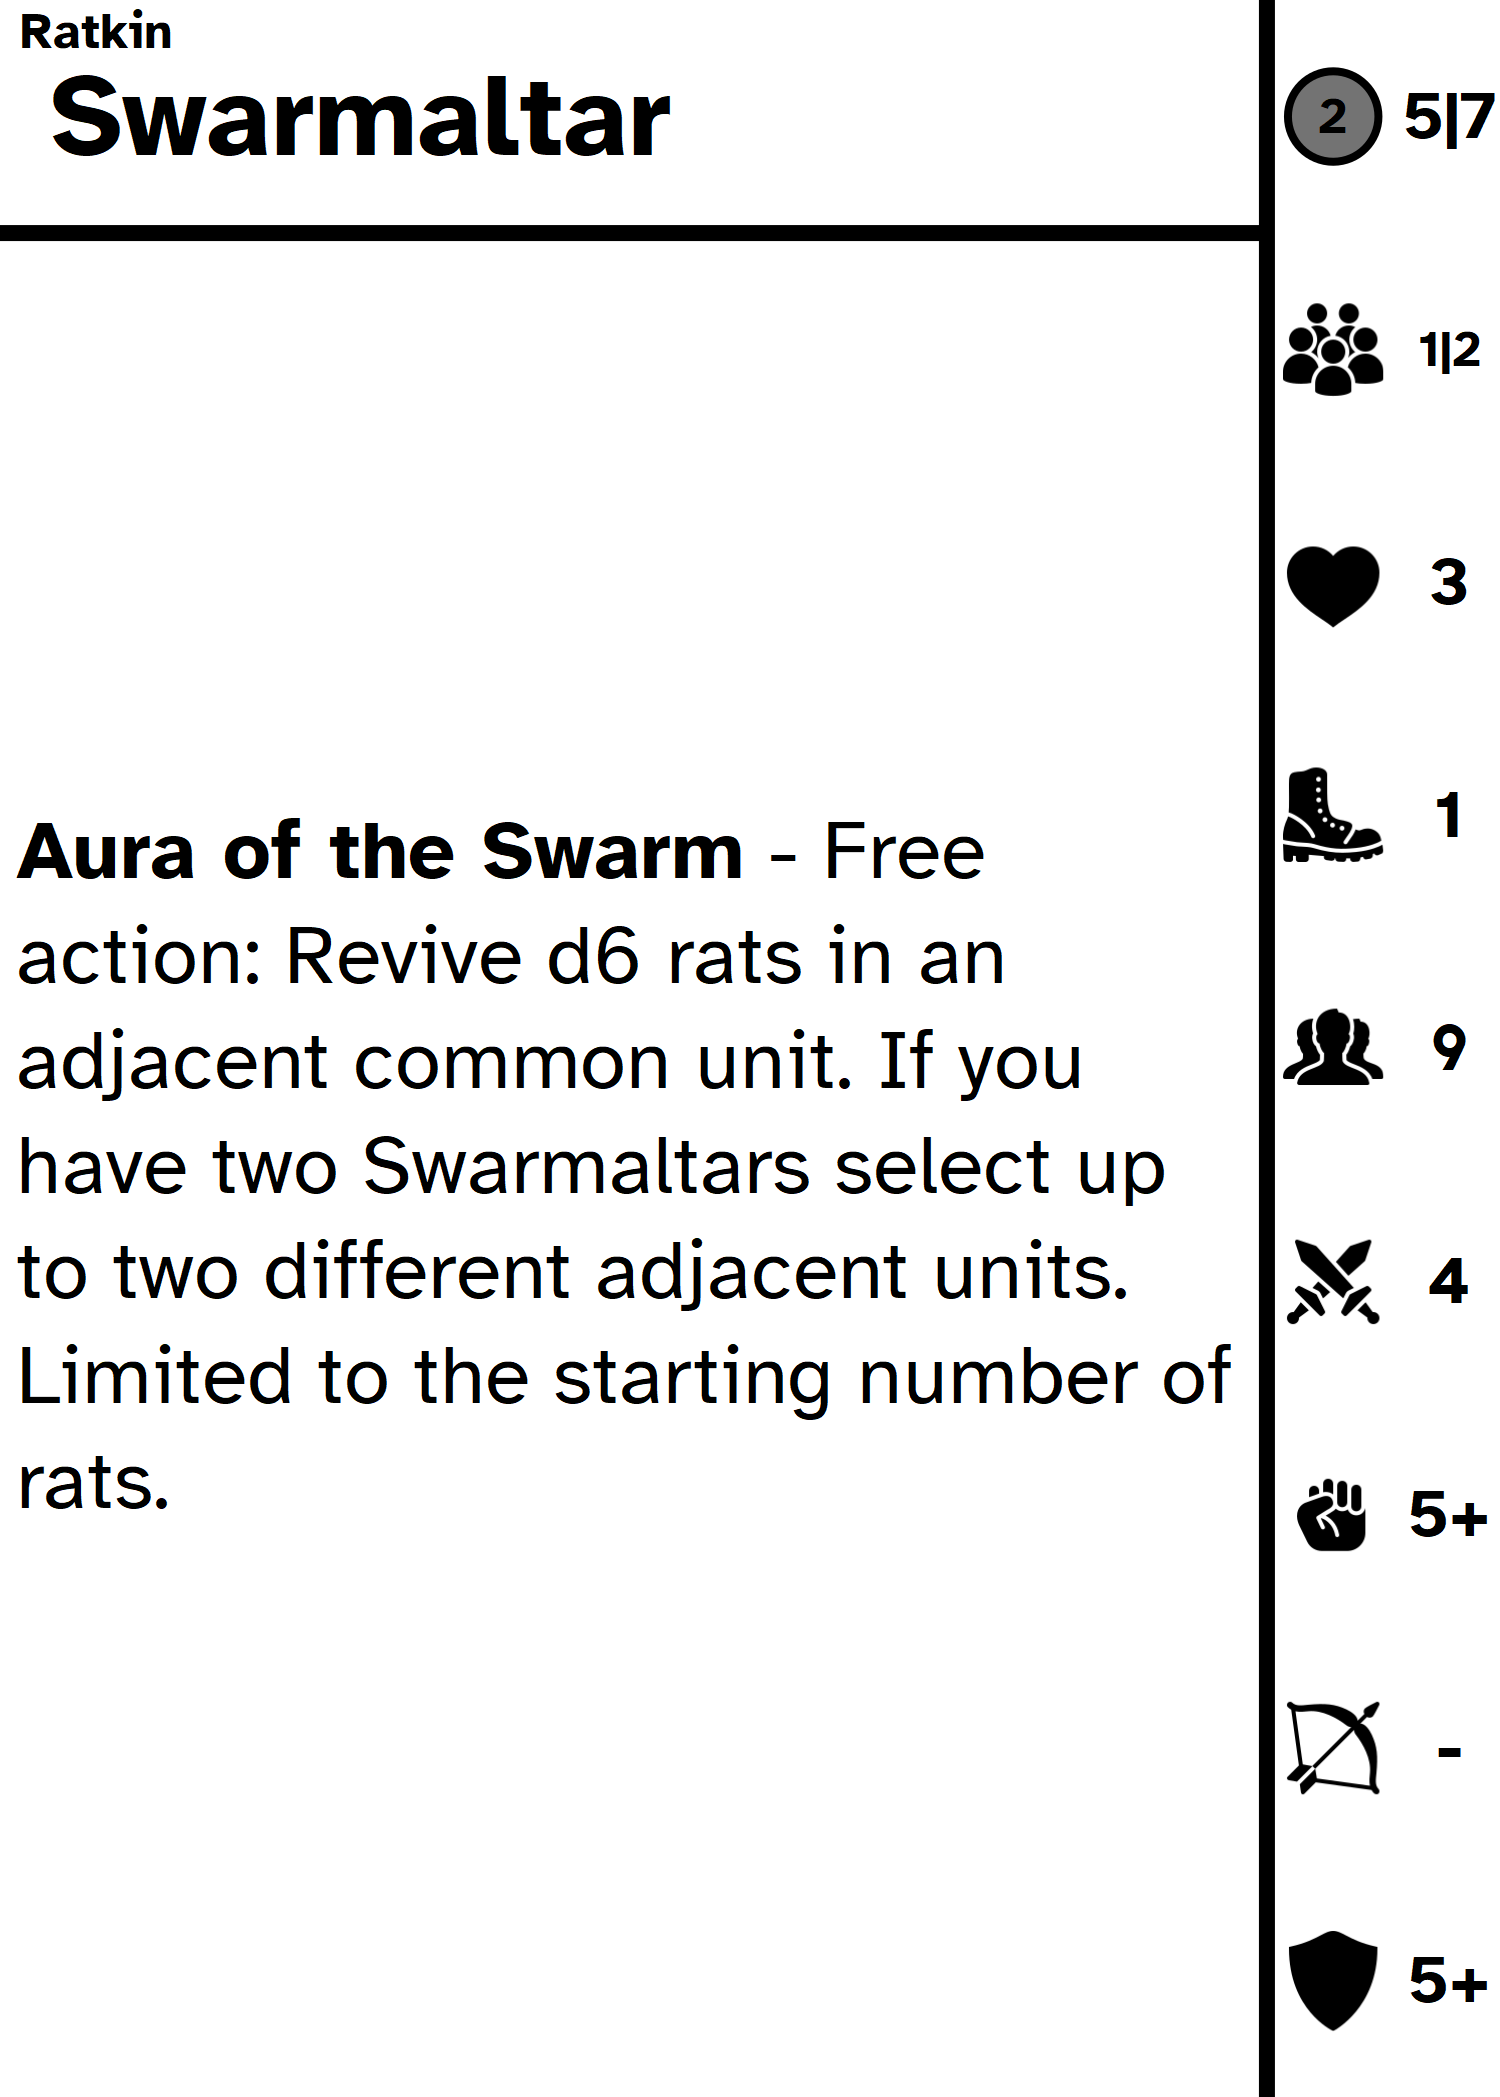 Ratkin
Swarmaltar
2 5|7
1|2
3
1
9
4
5+
-
5+
Aura of the Swarm - Free
action: Revive d6 rats in an
adjacent common unit. If you
have two Swarmaltars select up
to two different adjacent units.
Limited to the starting number of
rats.